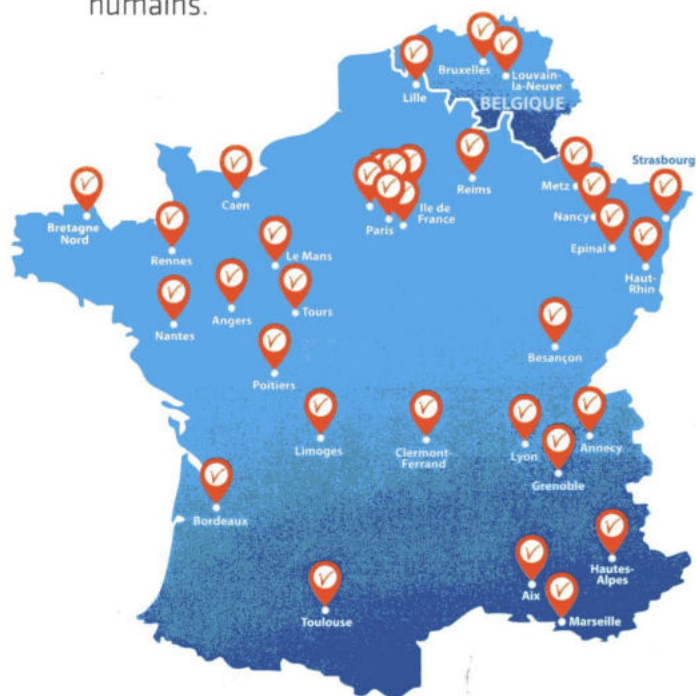 humains.
Bruxelles
Louvain-
la-Neuve
Lille
BELGIQUE
Strasbourg
Reims
Metz
Caen
Ile de
France
Nancy
Bretagne
Nord
Paris
Rennes
Le Mans
Epinal
Haut-
Rhin
Angers
Tours
Nantes
Besançon
Poitiers
Limoges
Clermont-
Ferrand
Lyon
Annecy
Grenoble
Bordeaux
Hautes-
Alpes
Aix
Toulouse
Marseille